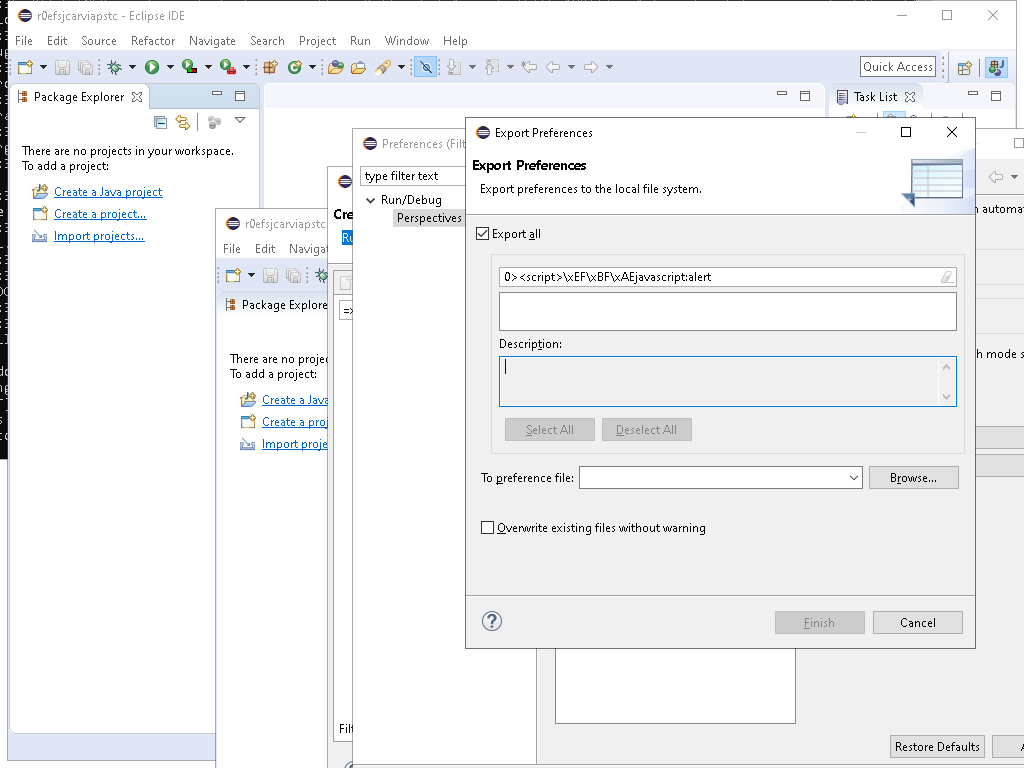 r0efsjcarviapstc - Eclipse IDE
File Edit Source Refactor Navigate Search Project Run Window Help
Quick Access
Package Explorer
Task List
There are no projects in your workspace.
To add a project:
Create a Java project
Create a project...
Import projects...
r0efsjcarviapstc
File Edit Navigat
Package Explore
There are no projec
To add a project:
Create a Java
Create a proj
Import proje
Cre
Ru
=>
Filt
Preferences (Filt
type filter text
Run/Debug
Perspectives
Export Preferences
Export Preferences
Export preferences to the local file system.
Export all
0><script>\xEF\xBF\xAEjavascript:alert
Description:
Select All Deselect All
To preference file:
Browse...
Overwrite existing files without warning
Finish Cancel
n automa
h mode s
Restore Defaults
A